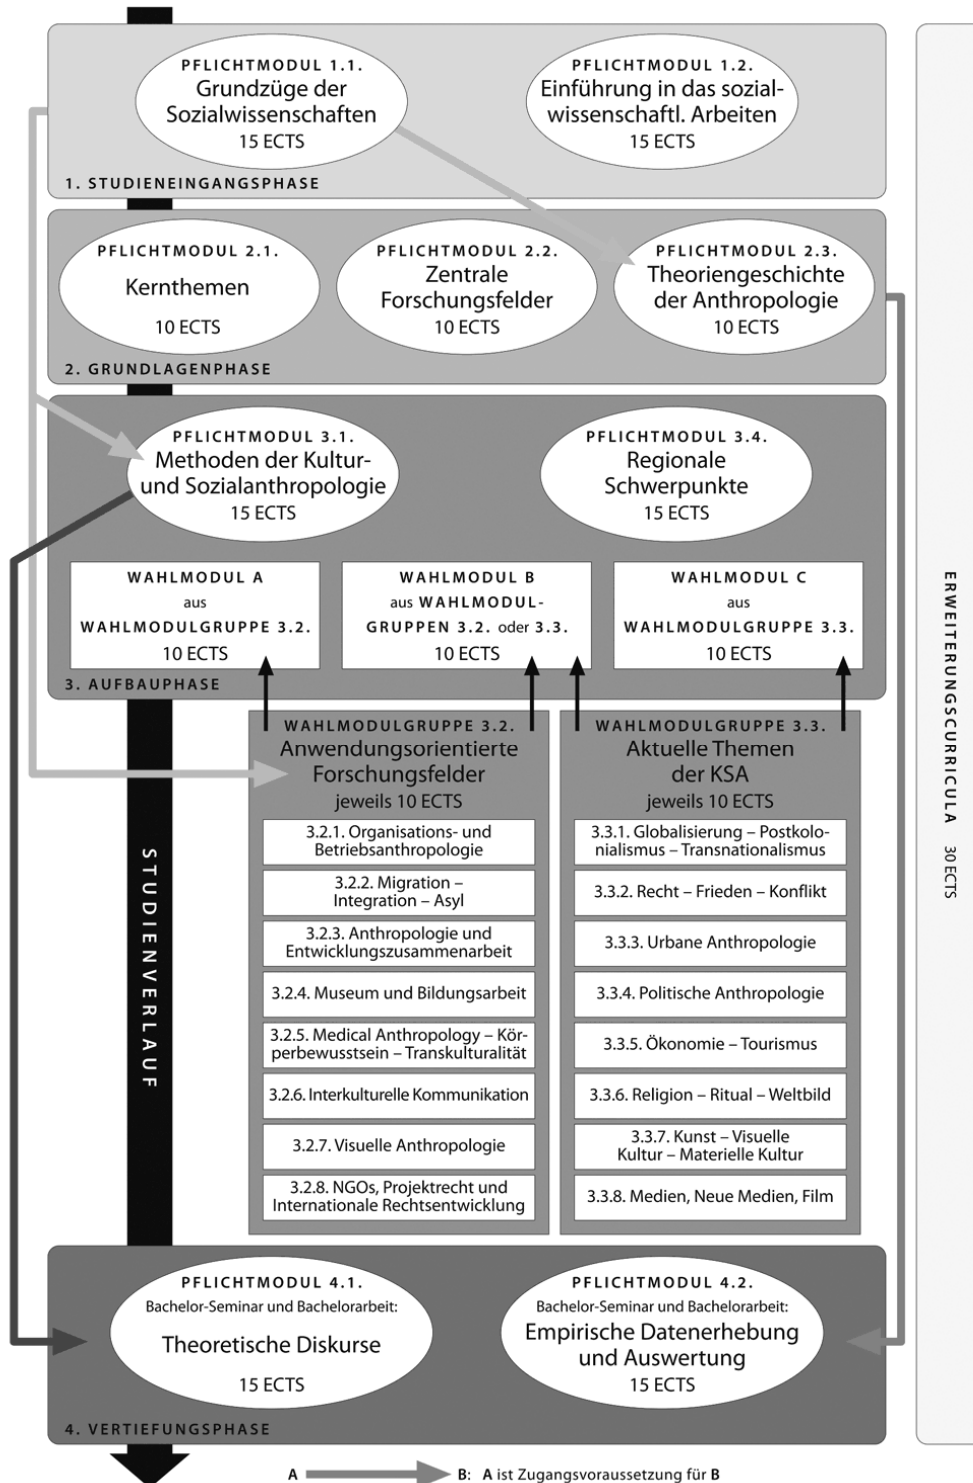 PFLICHTMODUL 1.1.
Grundzüge der
Sozialwissenschaften
15 ECTS
PFLICHTMODUL 1.2.
Einführung in das sozial-
wissenschaftl. Arbeiten
15 ECTS
1. STUDIENEINGANGSPHASE
PFLICHTMODUL 2.1.
Kernthemen
10 ECTS
PFLICHTMODUL 2.2.
Zentrale
Forschungsfelder
10 ECTS
PFLICHTMODUL 2.3.
Theoriengeschichte
der Anthropologie
10 ECTS
2. GRUNDLAGENPHASE
PFLICHTMODUL 3.1.
Methoden der Kultur-
und Sozialanthropologie
15 ECTS
PFLICHTMODUL 3.4.
Regionale
Schwerpunkte
15 ECTS
WAHLMODUL A
aus
WAHLMODULGRUPPE 3.2.
10 ECTS
WAHLMODUL B
aus WAHLMODUL-
GRUPPEN 3.2. oder 3.3.
10 ECTS
WAHLMODUL C
aus
WAHLMODULGRUPPE 3.3.
10 ECTS
3. AUFBAUPHASE
WAHLMODULGRUPPE 3.2.
Anwendungsorientierte
Forschungsfelder
jeweils 10 ECTS
3.2.1. Organisations- und
Betriebsanthropologie
3.2.2. Migration –
Integration – Asyl
3.2.3. Anthropologie und
Entwicklungszusammenarbeit
3.2.4. Museum und Bildungsarbeit
3.2.5. Medical Anthropology – Kör-
perbewusstsein – Transkulturalität
3.2.6. Interkulturelle Kommunikation
3.2.7. Visuelle Anthropologie
3.2.8. NGOs, Projektrecht und
Internationale Rechtsentwicklung
WAHLMODULGRUPPE 3.3.
Aktuelle Themen
der KSA
jeweils 10 ECTS
3.3.1. Globalisierung – Postkolo-
nialismus – Transnationalismus
3.3.2. Recht – Frieden – Konflikt
3.3.3. Urbane Anthropologie
3.3.4. Politische Anthropologie
3.3.5. Ökonomie – Tourismus
3.3.6. Religion – Ritual – Weltbild
3.3.7. Kunst – Visuelle
Kultur – Materielle Kultur
3.3.8. Medien, Neue Medien, Film
STUDIENVERLAUF
PFLICHTMODUL 4.1.
Bachelor-Seminar und Bachelorarbeit:
Theoretische Diskurse
15 ECTS
PFLICHTMODUL 4.2.
Bachelor-Seminar und Bachelorarbeit:
Empirische Datenerhebung
und Auswertung
15 ECTS
4. VERTIEFUNGSPHASE
ERWEITERUNGSCURRICULA 30 ECTS
A B: A ist Zugangsvoraussetzung für B